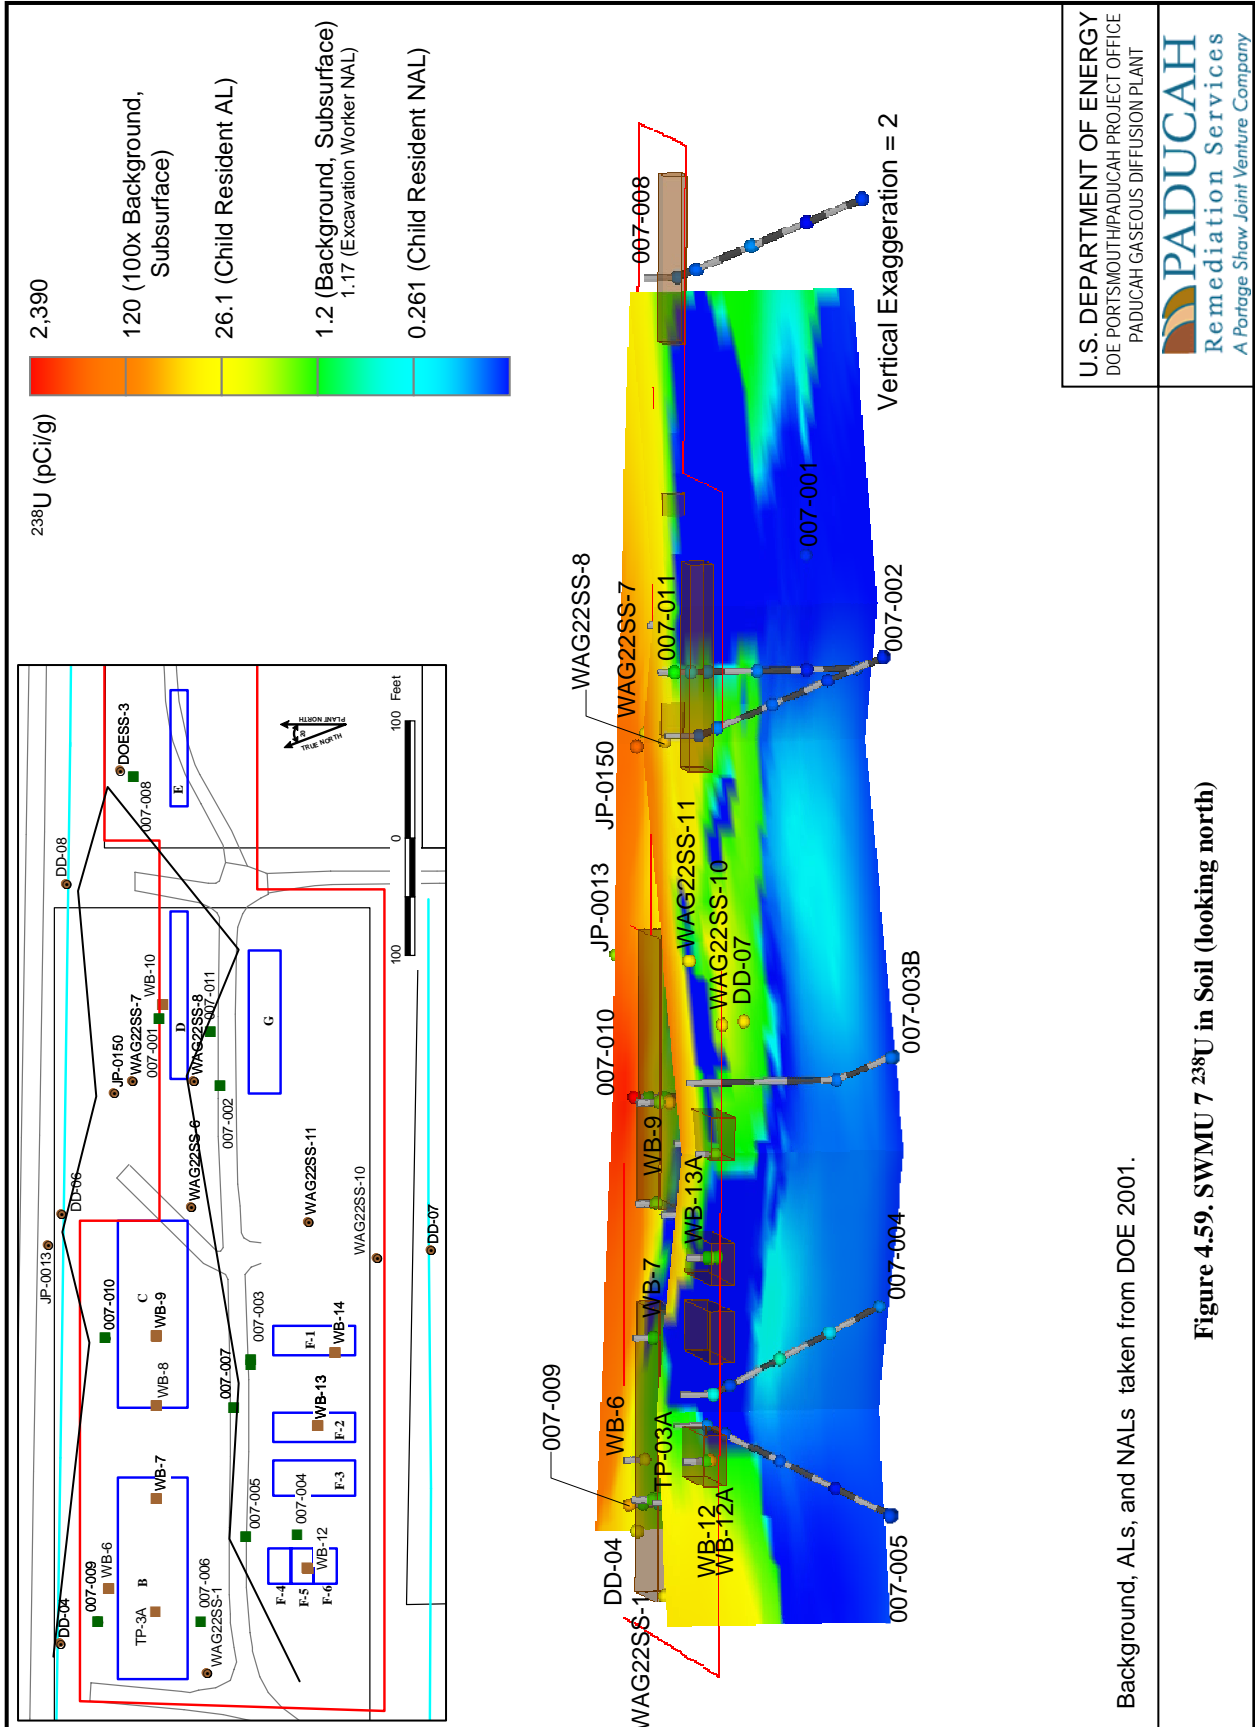 ²³⁸U (pCi/g)
2,390
120 (100x Background,
Subsurface)
26.1 (Child Resident AL)
1.2 (Background, Subsurface)
1.17 (Excavation Worker NAL)
0.261 (Child Resident NAL)
DD-04
007-009
WB-6
TP-3A
B
WB-7
007-006
WAG22SS-1
JP-0013
DD-06
007-010
C
WB-9
WB-8
JP-0150
WAG22SS-7
007-001
WB-10
D
007-011
WAG22SS-8
007-002
WAG22SS-6
DD-08
DOESS-3
007-008
E
G
WAG22SS-11
WAG22SS-10
DD-07
007-003
007-007
007-005
007-004
F-1
WB-14
WB-13
F-2
F-3
F-4
F-5
F-6
WB-12
PLANT NORTH
TRUE NORTH
20
100
0
100
Feet
007-009
DD-04
WAG22SS-1
WB-6
TP-03A
WB-12
WB-12A
007-005
WB-7
WB-13A
007-004
007-010
WB-9
JP-0013
WAG22SS-11
WAG22SS-10
DD-07
007-003B
JP-0150
WAG22SS-8
WAG22SS-7
007-011
007-002
007-001
007-008
Vertical Exaggeration = 2
Background, ALs, and NALs taken from DOE 2001.
U.S. DEPARTMENT OF ENERGY
DOE PORTSMOUTH/PADUCAH PROJECT OFFICE
PADUCAH GASEOUS DIFFUSION PLANT
PADUCAH
Remediation Services
A Portage Shaw Joint Venture Company
Figure 4.59. SWMU 7 ²³⁸U in Soil (looking north)